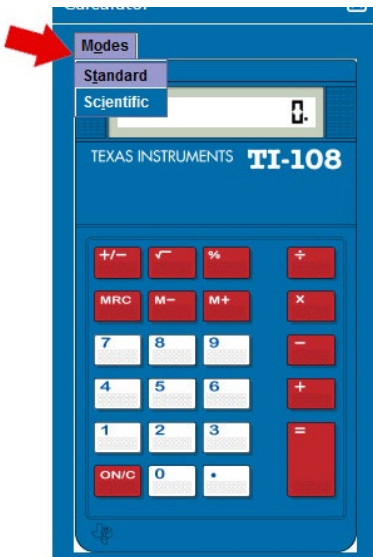 Calculator
Modes
Standard
Scientific
0.
TEXAS INSTRUMENTS TI-108
+/− √ % ÷
MRC M− M+ ×
7 8 9 −
4 5 6 +
1 2 3 =
ON/C 0 •